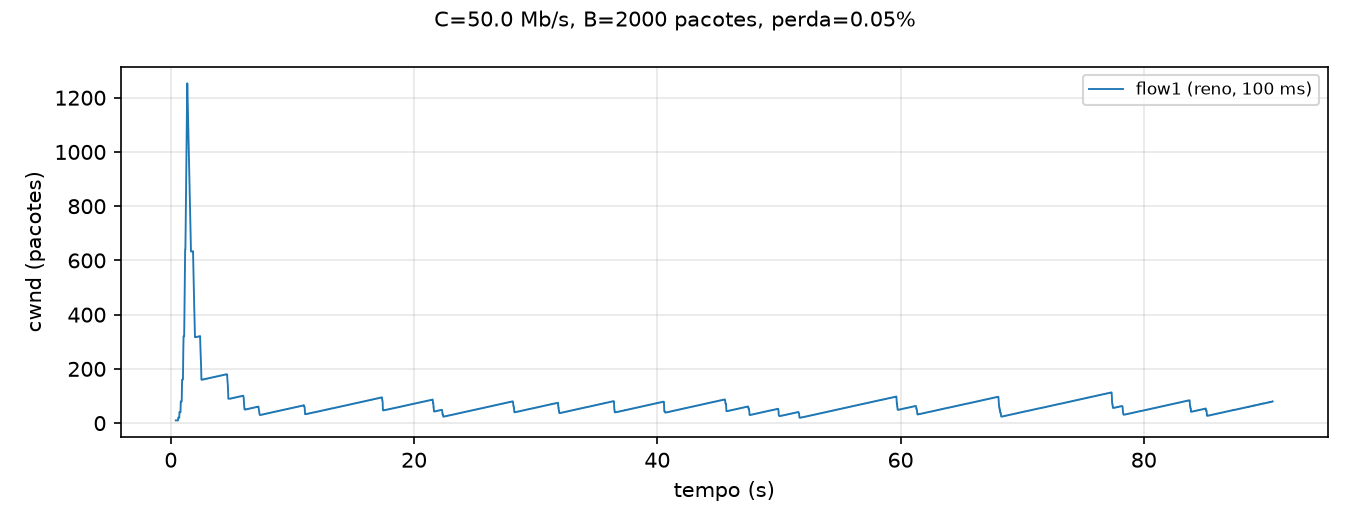 C=50.0 Mb/s, B=2000 pacotes, perda=0.05%
flow1 (reno, 100 ms)
cwnd (pacotes)
1200
1000
800
600
400
200
0
0 20 40 60 80
tempo (s)